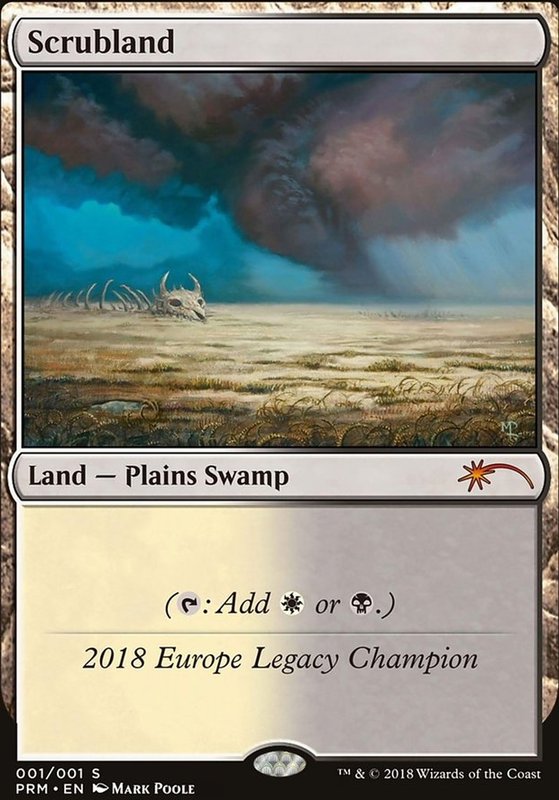 Scrubland
MP
Land — Plains Swamp
(: Add or .)
2018 Europe Legacy Champion
001/001 S
PRM • EN Mark Poole
™ & © 2018 Wizards of the Coast